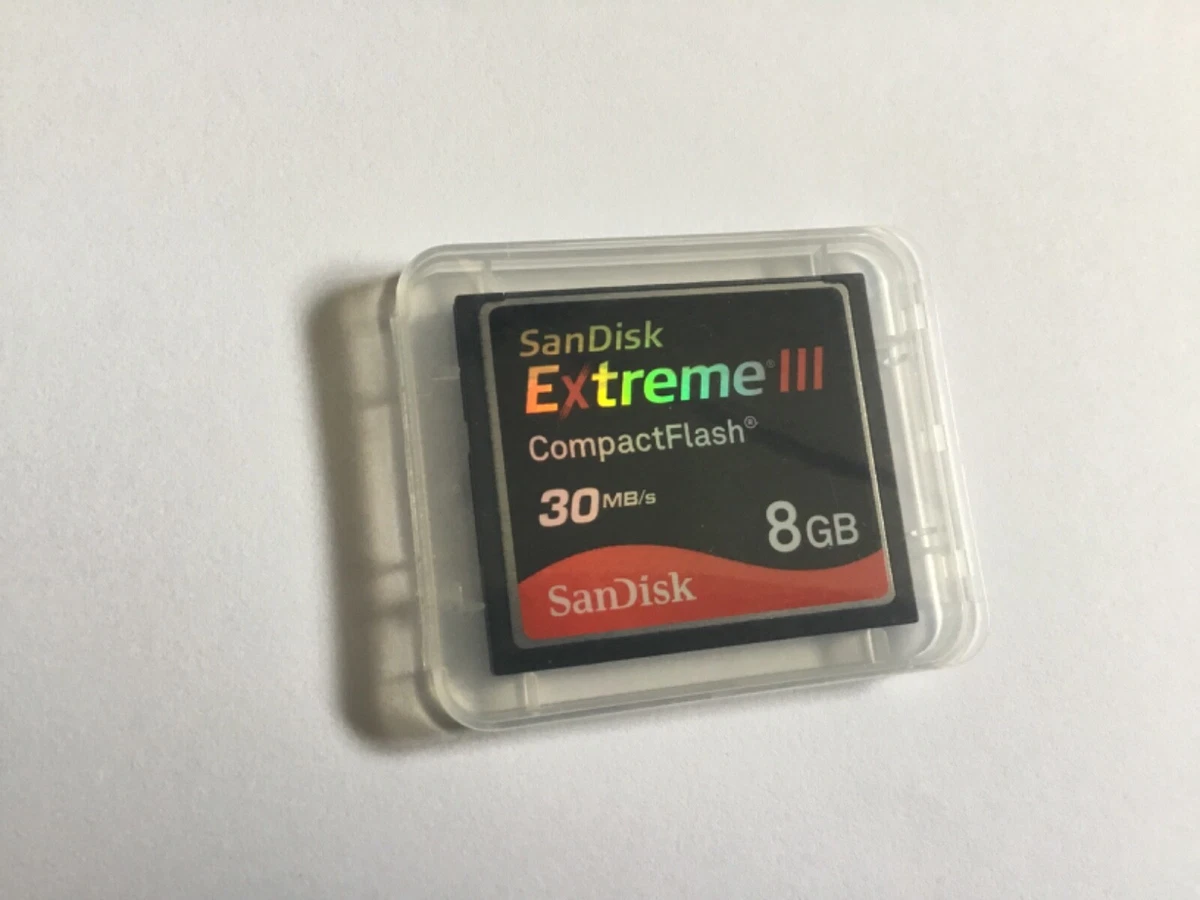 SanDisk
Extreme® III
CompactFlash®
30MB/s
8GB
SanDisk